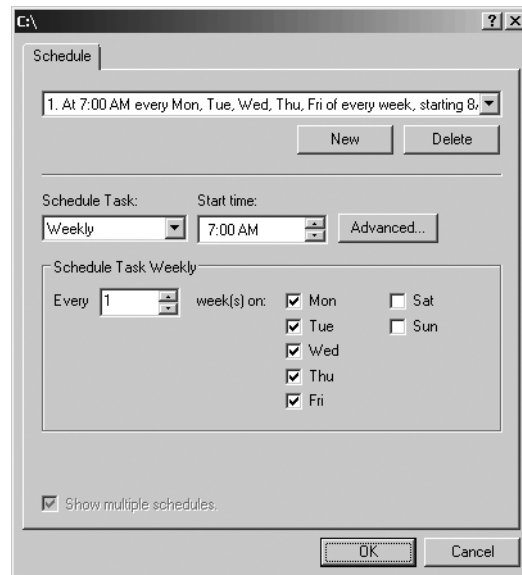 C:\
Schedule
1. At 7:00 AM every Mon, Tue, Wed, Thu, Fri of every week, starting 8/
New Delete
Schedule Task: Start time:
Weekly 7:00 AM Advanced...
Schedule Task Weekly
Every 1 week(s) on: Mon Sat
Tue Sun
Wed
Thu
Fri
Show multiple schedules.
OK Cancel